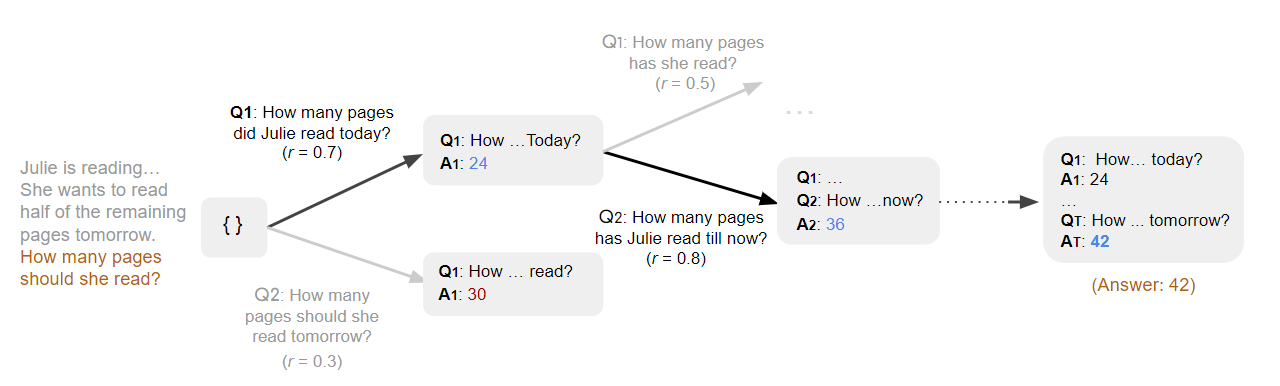 Julie is reading…
She wants to read
half of the remaining
pages tomorrow.
How many pages
should she read?
{ }
Q1: How many pages
did Julie read today?
(r = 0.7)
Q2: How many
pages should she
read tomorrow?
(r = 0.3)
Q1: How …Today?
A1: 24
Q1: How … read?
A1: 30
Q1: How many pages
has she read?
(r = 0.5)
…
Q2: How many pages
has Julie read till now?
(r = 0.8)
Q1: …
Q2: How …now?
A2: 36
Q1: How… today?
A1: 24
…
QT: How ... tomorrow?
AT: 42
(Answer: 42)